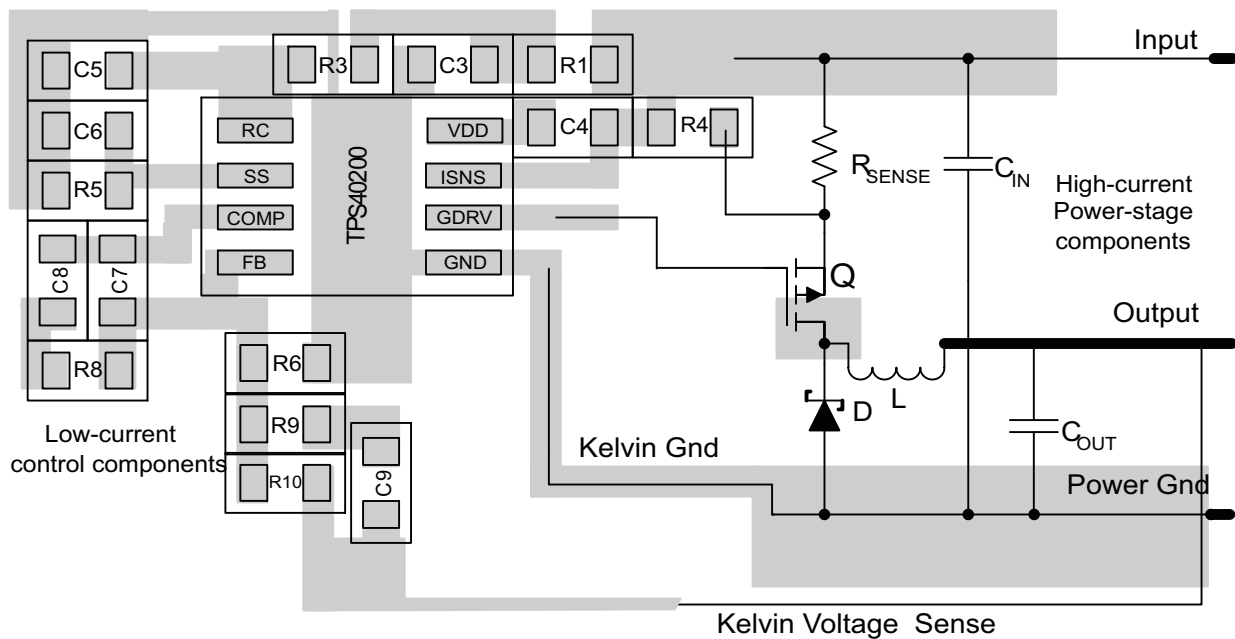 Input
C5
R3
C3
R1
C6
RC
VDD
C4
R4
R5
SS
ISNS
RSENSE
CIN
High-current
Power-stage
components
COMP
TPS40200
GDRV
FB
GND
C8
C7
Q
Output
R8
R6
L
D
R9
Low-current
control components
Kelvin Gnd
COUT
R10
C9
Power Gnd
Kelvin Voltage Sense